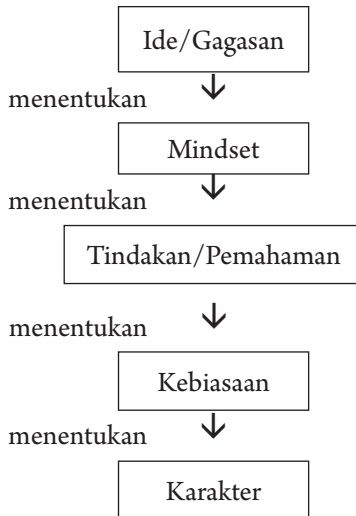 Ide/Gagasan
menentukan
Mindset
menentukan
Tindakan/Pemahaman
menentukan
Kebiasaan
menentukan
Karakter